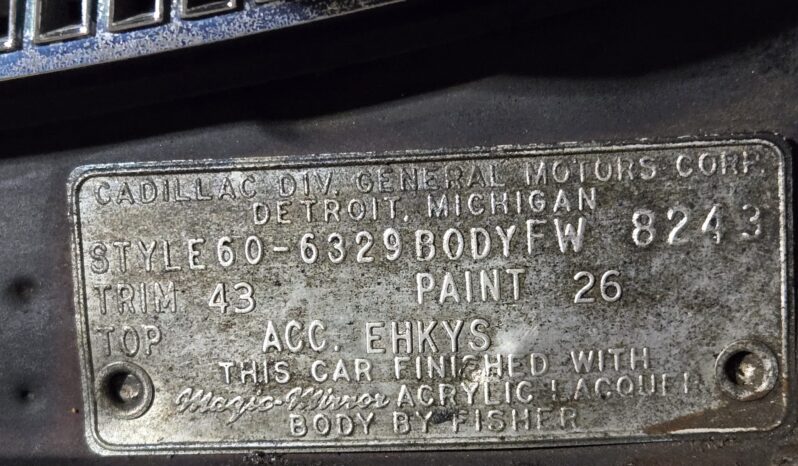 CADILLAC DIV. GENERAL MOTORS CORP.
DETROIT, MICHIGAN
STYLE 60-6329 BODY FW 8243
TRIM 43 PAINT 26
TOP ACC. EHKYS
THIS CAR FINISHED WITH
Magic-Mirror ACRYLIC LACQUER
BODY BY FISHER